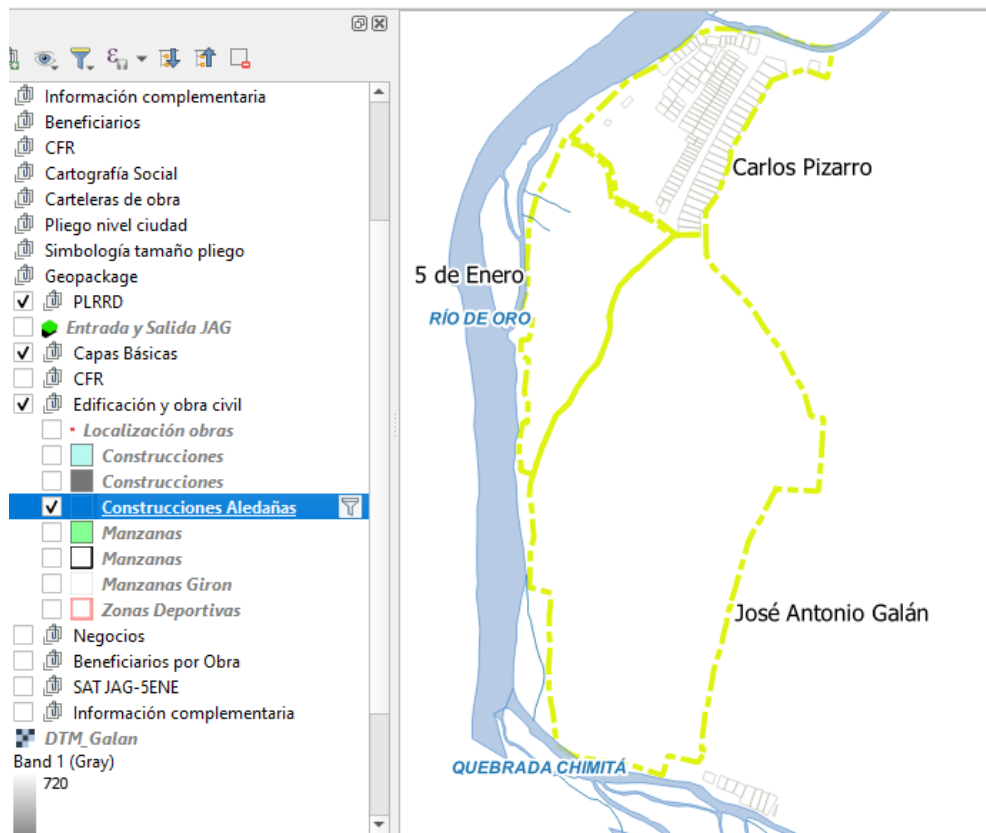 Información complementaria
Beneficiarios
CFR
Cartografía Social
Carteleras de obra
Pliego nivel ciudad
Simbología tamaño pliego
Geopackage
PLRRD
Entrada y Salida JAG
Capas Básicas
CFR
Edificación y obra civil
Localización obras
Construcciones
Construcciones
Construcciones Aledañas
Manzanas
Manzanas
Manzanas Giron
Zonas Deportivas
Negocios
Beneficiarios por Obra
SAT JAG-5ENE
Información complementaria
DTM_Galan
Band 1 (Gray)
720
Carlos Pizarro
5 de Enero
RÍO DE ORO
José Antonio Galán
QUEBRADA CHIMITÁ